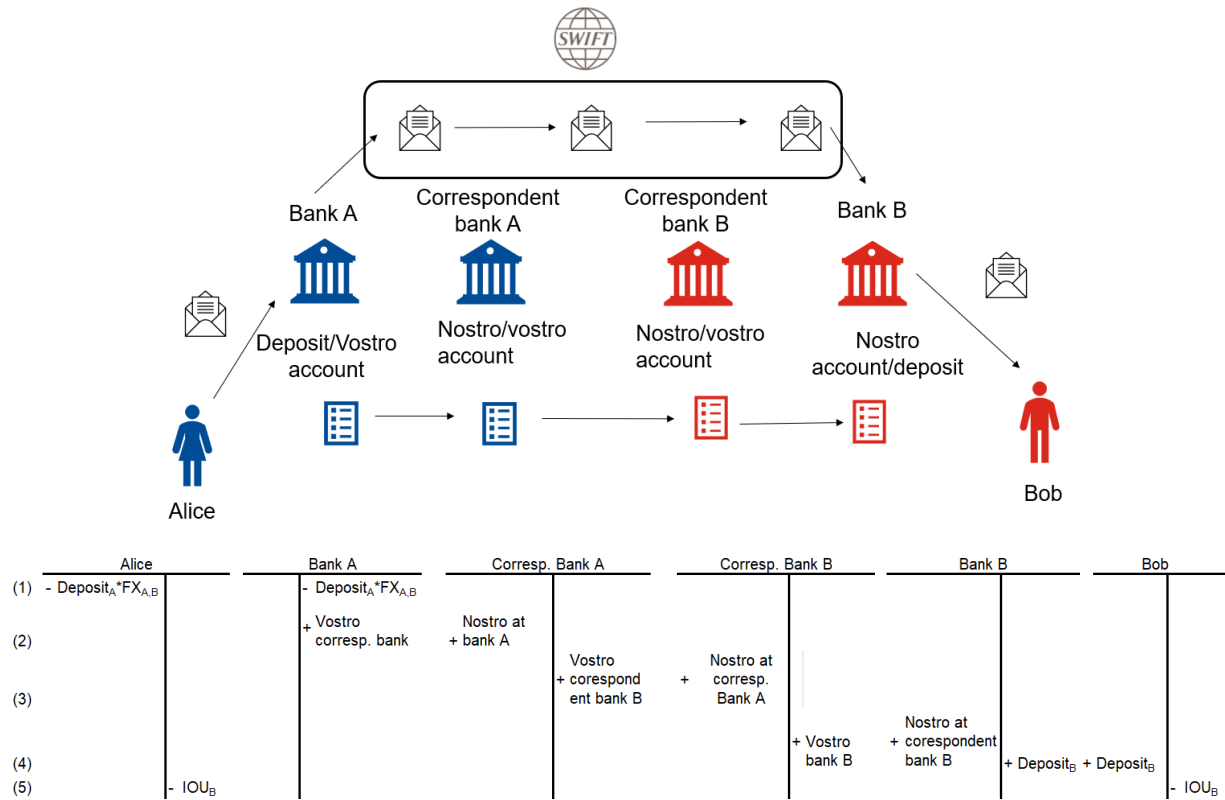 SWIFT
Bank A
Correspondent
bank A
Correspondent
bank B
Bank B
Deposit/Vostro
account
Nostro/vostro
account
Nostro/vostro
account
Nostro
account/deposit
Alice
Bob
Alice
Bank A
Corresp. Bank A
Corresp. Bank B
Bank B
Bob
(1)
- DepositA*FXA,B
- DepositA*FXA,B
(2)
+ Vostro
corresp. bank
Nostro at
+ bank A
(3)
Vostro
+ corespond
ent bank B
Nostro at
+ corresp.
Bank A
(4)
+ Vostro
bank B
Nostro at
+ corespondent
bank B
+ DepositB
+ DepositB
(5)
- IOUB
- IOUB